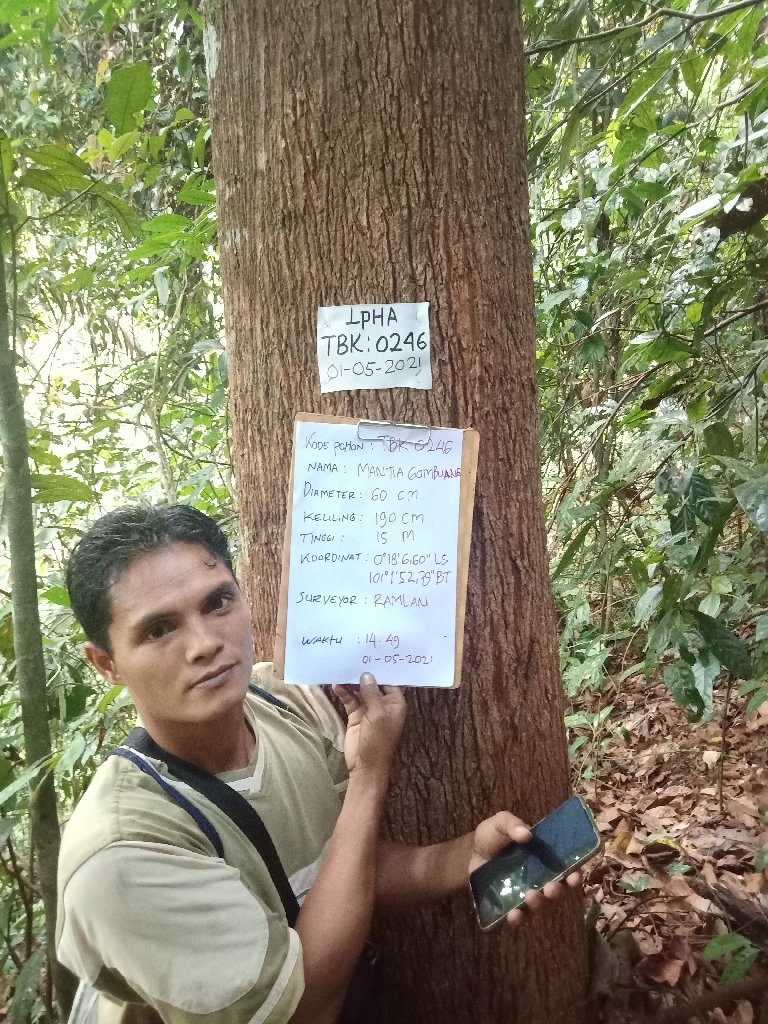 LPHA
TBK: 0246
01-05-2021
KODE POHON : TBK 0246
NAMA : MANTIA GOMBUANG
DIAMETER : 60 CM
KELILING : 190 CM
TINGGI : 15 M
KOORDINAT : 0°18'6,60" LS
101°1'52,79" BT
SURVEYOR : RAMLAN
WAKTU : 14.49
01-05-2021